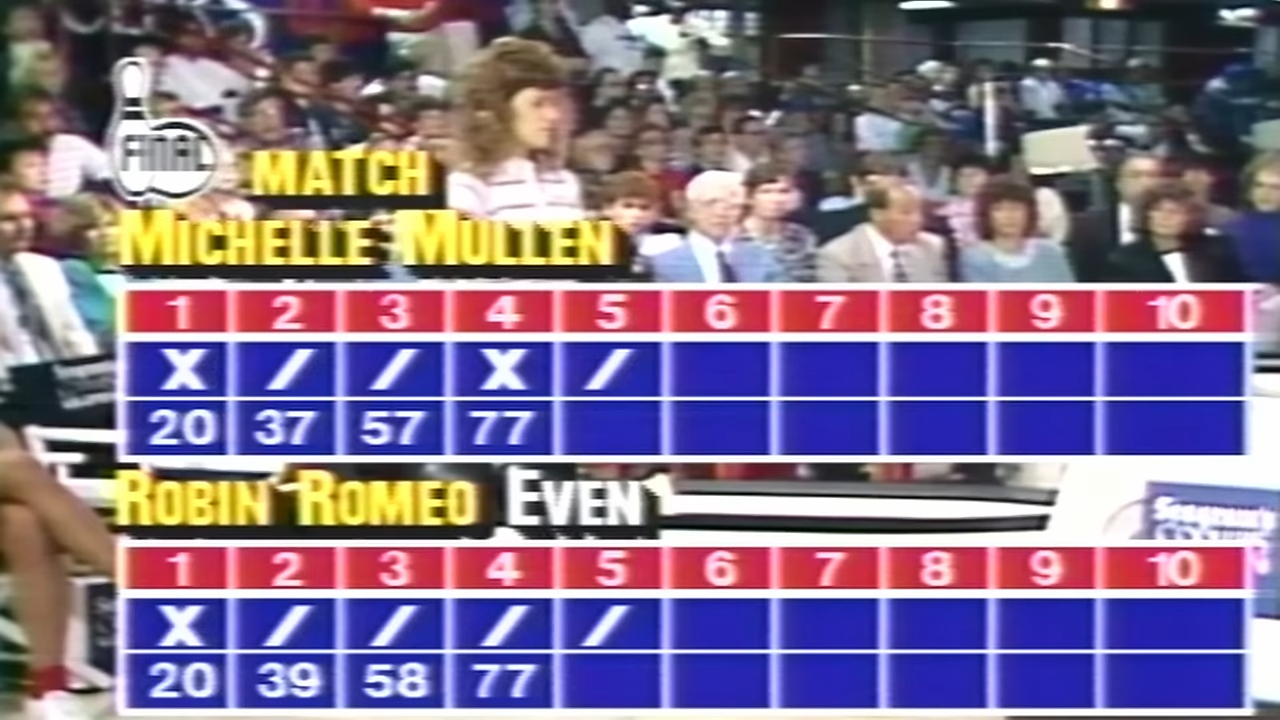 FINAL MATCH
MICHELLE MULLEN
1 2 3 4 5 6 7 8 9 10
X / / X /
20 37 57 77
ROBIN ROMEO EVEN
1 2 3 4 5 6 7 8 9 10
X / / / /
20 39 58 77
Seagram's